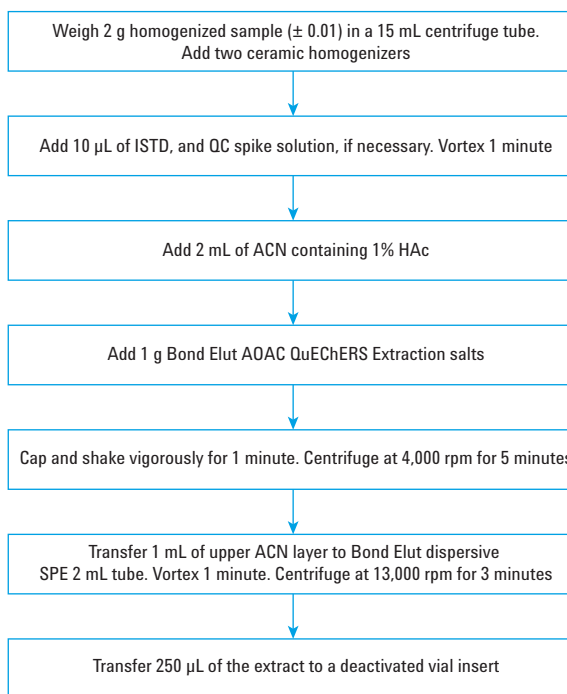 Weigh 2 g homogenized sample (± 0.01) in a 15 mL centrifuge tube.
Add two ceramic homogenizers
Add 10 µL of ISTD, and QC spike solution, if necessary. Vortex 1 minute
Add 2 mL of ACN containing 1% HAc
Add 1 g Bond Elut AOAC QuEChERS Extraction salts
Cap and shake vigorously for 1 minute. Centrifuge at 4,000 rpm for 5 minutes
Transfer 1 mL of upper ACN layer to Bond Elut dispersive
SPE 2 mL tube. Vortex 1 minute. Centrifuge at 13,000 rpm for 3 minutes
Transfer 250 µL of the extract to a deactivated vial insert